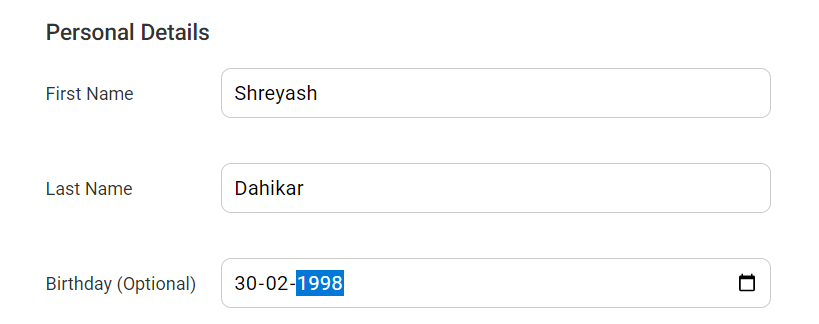 Personal Details
First Name
Shreyash
Last Name
Dahikar
Birthday (Optional)
30-02-1998